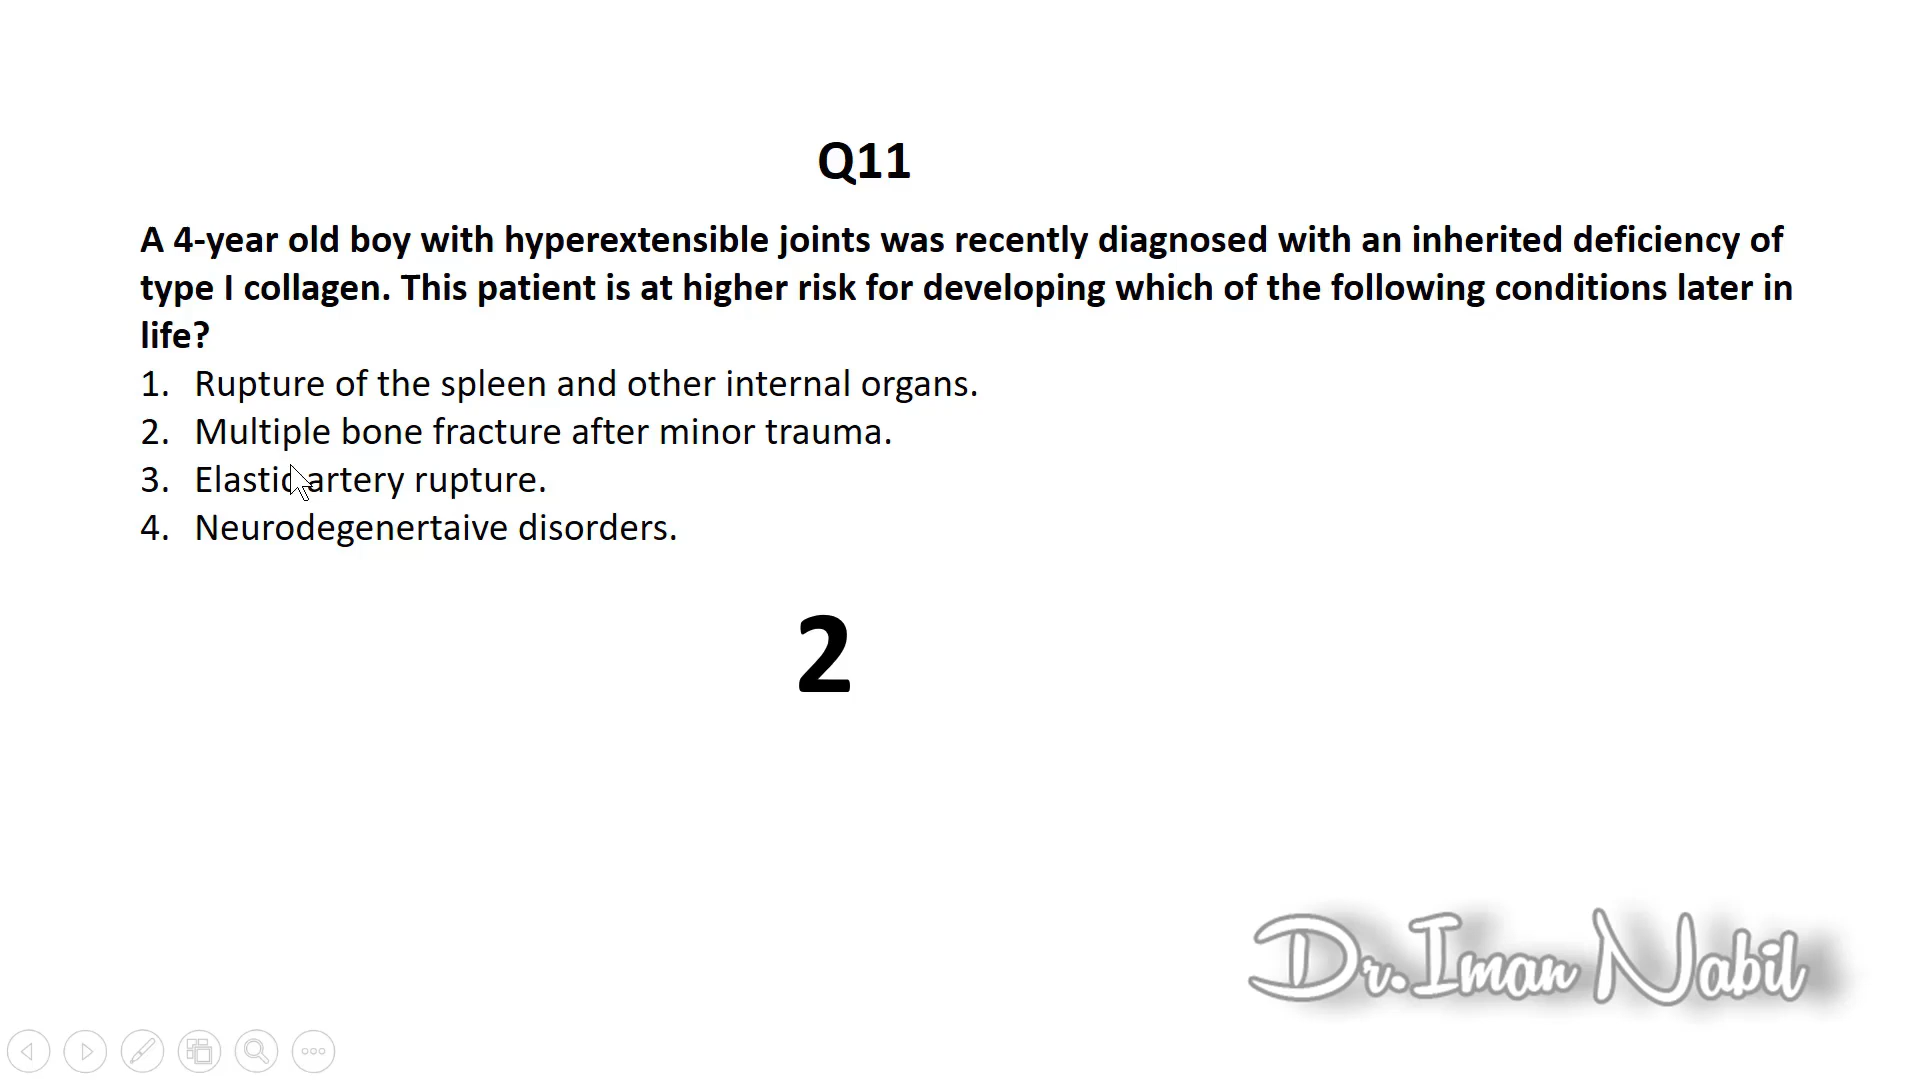 Q11
A 4-year old boy with hyperextensible joints was recently diagnosed with an inherited deficiency of
type I collagen. This patient is at higher risk for developing which of the following conditions later in
life?
1. Rupture of the spleen and other internal organs.
2. Multiple bone fracture after minor trauma.
3. Elastic artery rupture.
4. Neurodegenertaive disorders.
2
Dr.Iman Nabil